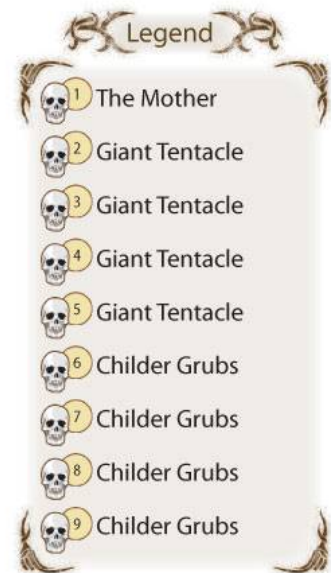 Legend
1 The Mother
2 Giant Tentacle
3 Giant Tentacle
4 Giant Tentacle
5 Giant Tentacle
6 Childer Grubs
7 Childer Grubs
8 Childer Grubs
9 Childer Grubs